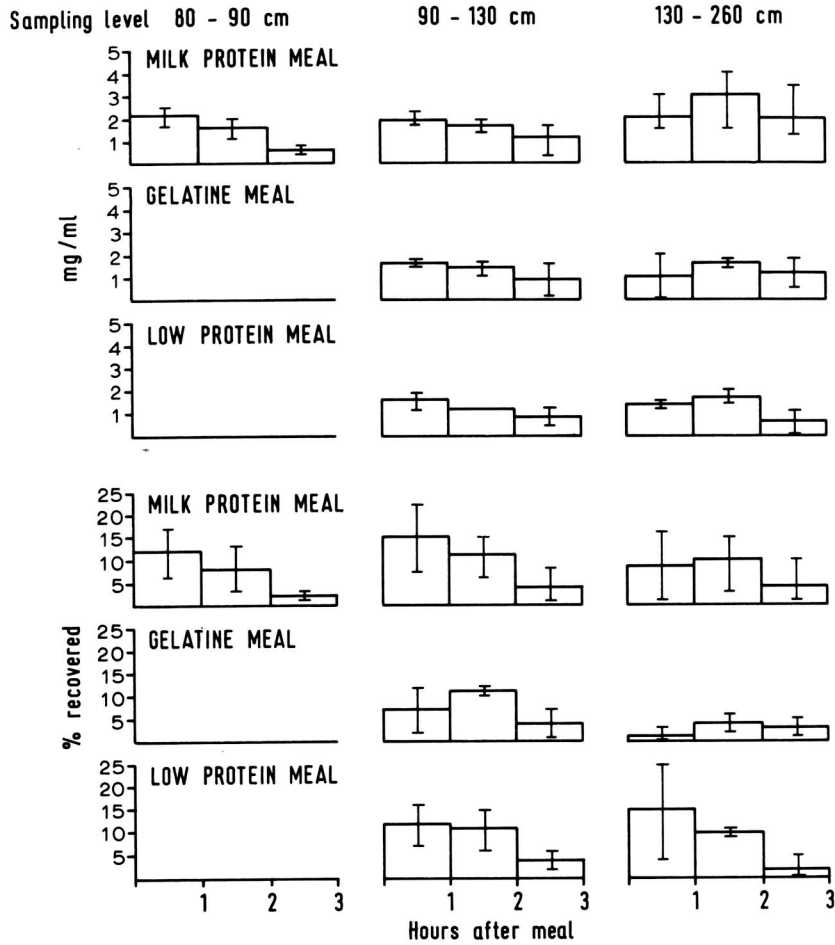 Sampling level 80 - 90 cm 90 - 130 cm 130 - 260 cm
MILK PROTEIN MEAL
5
4
3
2
1
GELATINE MEAL
5
4
3
2
1
mg/ml
LOW PROTEIN MEAL
5
4
3
2
1
MILK PROTEIN MEAL
25
20
15
10
5
GELATINE MEAL
25
20
15
10
5
% recovered
LOW PROTEIN MEAL
25
20
15
10
5
1 2 3 1 2 3 1 2 3
Hours after meal